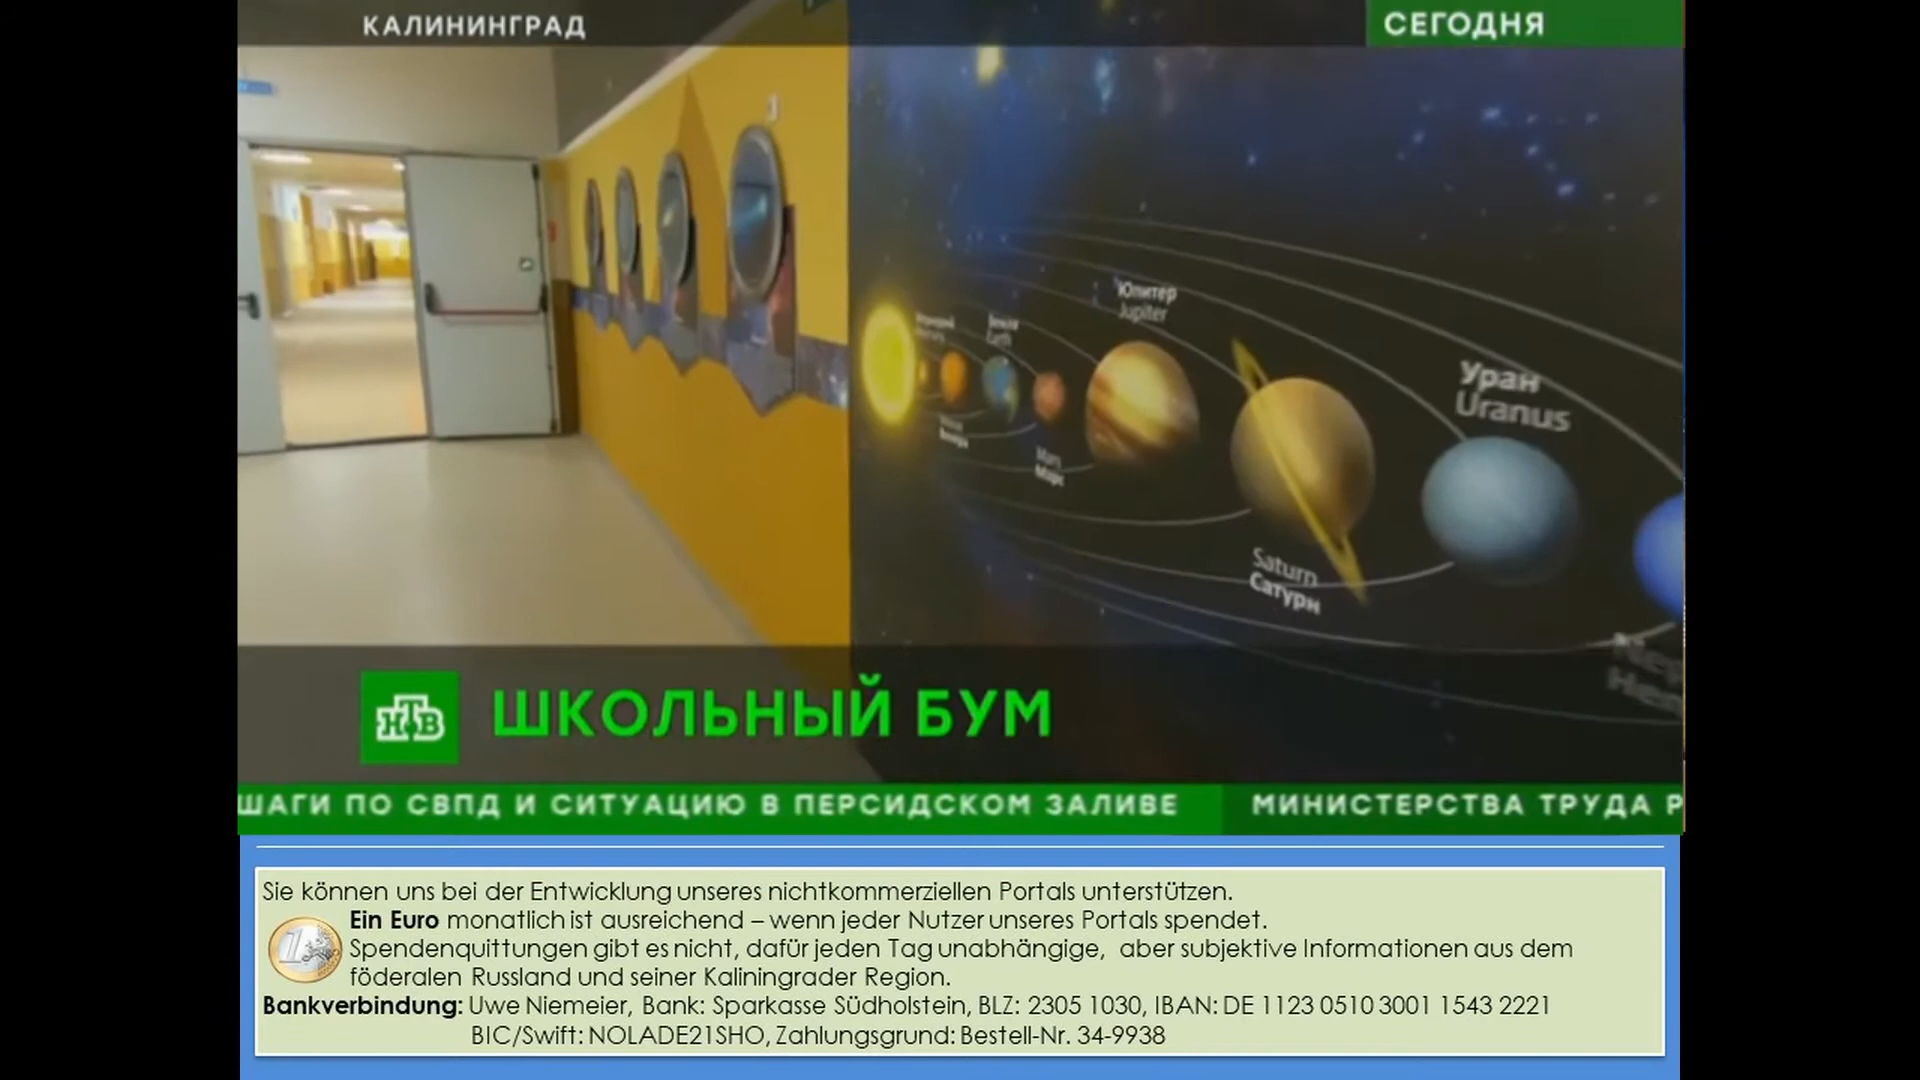 КАЛИНИНГРАД
СЕГОДНЯ
Юпитер
Jupiter
Earth
Уран
Uranus
Марс
Saturn
Сатурн
НТВ
ШКОЛЬНЫЙ БУМ
ШАГИ ПО СВПД И СИТУАЦИЮ В ПЕРСИДСКОМ ЗАЛИВЕ
МИНИСТЕРСТВА ТРУДА Р
Sie können uns bei der Entwicklung unseres nichtkommerziellen Portals unterstützen.
Ein Euro monatlich ist ausreichend – wenn jeder Nutzer unseres Portals spendet.
Spendenquittungen gibt es nicht, dafür jeden Tag unabhängige, aber subjektive Informationen aus dem
föderalen Russland und seiner Kaliningrader Region.
Bankverbindung: Uwe Niemeier, Bank: Sparkasse Südholstein, BLZ: 2305 1030, IBAN: DE 1123 0510 3001 1543 2221
BIC/Swift: NOLADE21SHO, Zahlungsgrund: Bestell-Nr. 34-9938